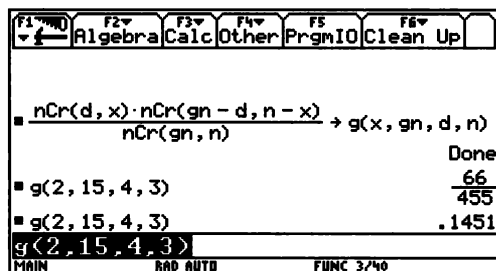 F1 F2 F3 F4 F5 F6
Algebra Calc Other PrgmIO Clean Up
▪ nCr(d, x)·nCr(gn - d, n - x)
nCr(gn, n)
→ g(x, gn, d, n)
Done
▪ g(2, 15, 4, 3)
66
455
▪ g(2, 15, 4, 3) .1451
g(2,15,4,3)
MAIN RAD AUTO FUNC 3/40